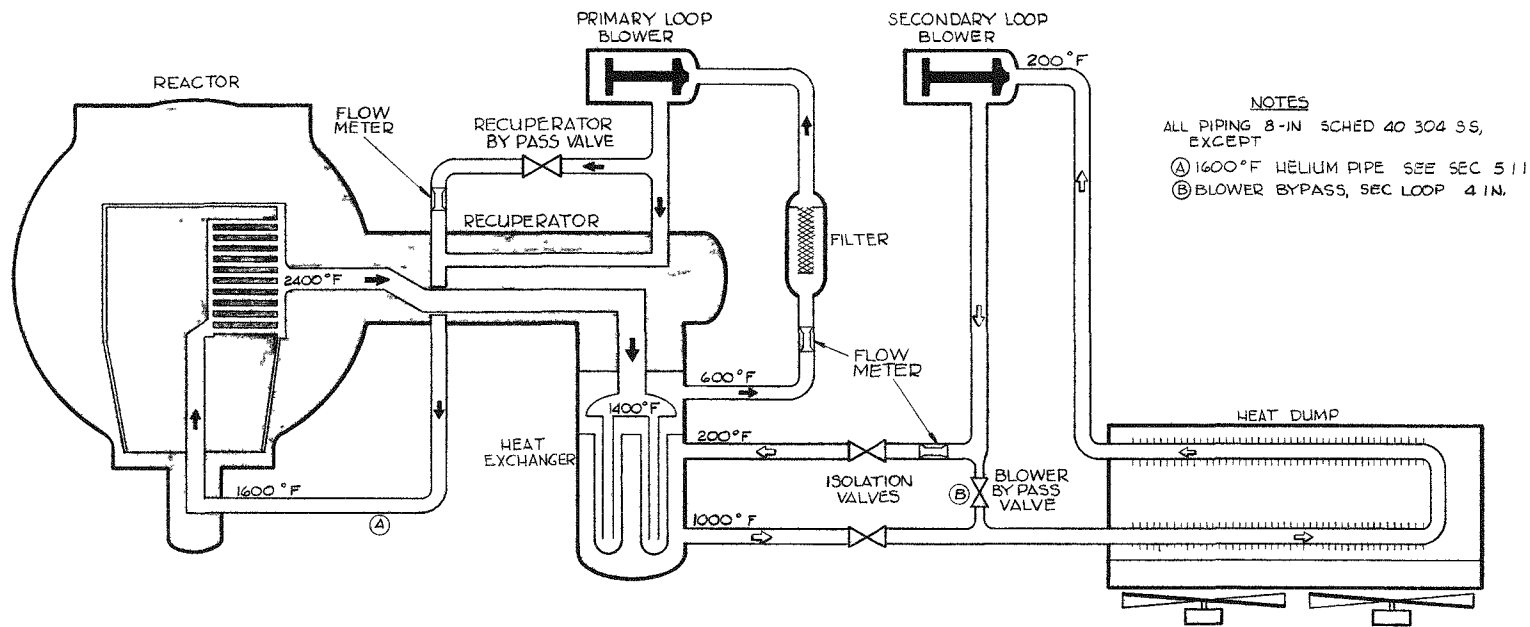 PRIMARY LOOP
BLOWER
SECONDARY LOOP
BLOWER
200°F
REACTOR
FLOW
METER
RECUPERATOR
BY PASS VALVE
NOTES
ALL PIPING 8-IN SCHED 40 304 SS,
EXCEPT
A 1600°F HELIUM PIPE SEE SEC 5 1 1
B BLOWER BYPASS, SEC LOOP 4 IN.
RECUPERATOR
FILTER
2400°F
FLOW
METER
600°F
1400°F
HEAT DUMP
HEAT
EXCHANGER
200°F
ISOLATION
VALVES
B
BLOWER
BY PASS
VALVE
1600°F
A
1000°F